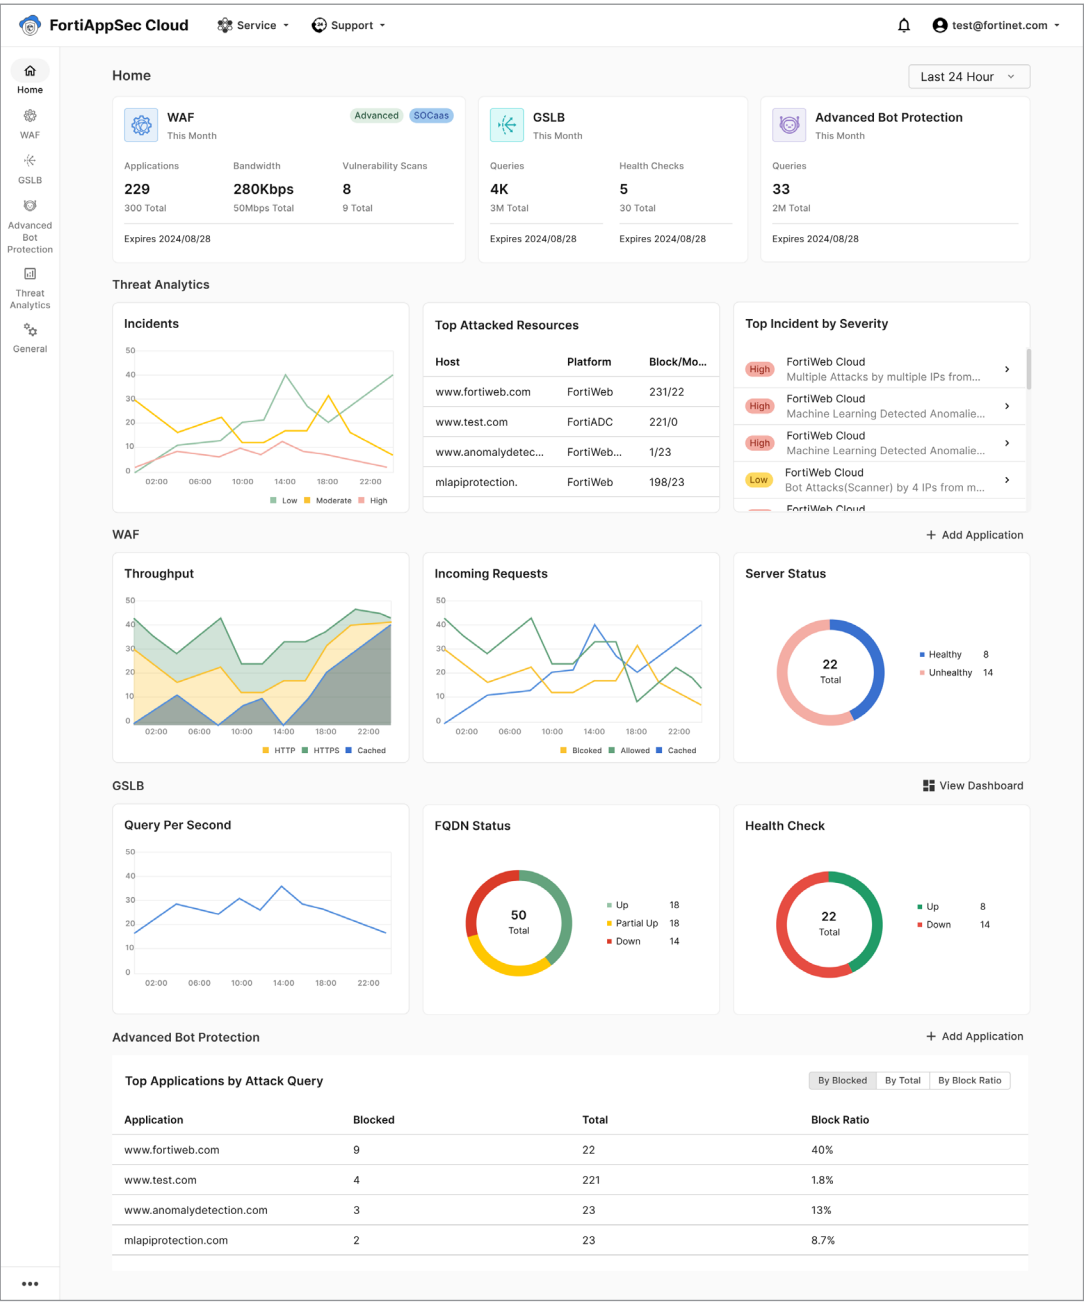 FortiAppSec Cloud Service Support test@fortinet.com
Home
WAF
GSLB
Advanced
Bot
Protection
Threat
Analytics
General
Home Last 24 Hour
WAF Advanced SOCaas
This Month
Applications Bandwidth Vulnerability Scans
229 280Kbps 8
300 Total 50Mbps Total 9 Total
Expires 2024/08/28
GSLB
This Month
Queries Health Checks
4K 5
3M Total 30 Total
Expires 2024/08/28 Expires 2024/08/28
Advanced Bot Protection
This Month
Queries
33
2M Total
Expires 2024/08/28
Threat Analytics
Incidents
50
40
30
20
10
0
02:00 06:00 10:00 14:00 18:00 22:00
Low Moderate High
Top Attacked Resources
Host Platform Block/Mo...
www.fortiweb.com FortiWeb 231/22
www.test.com FortiADC 221/0
www.anomalydetec... FortiWeb... 1/23
mlapiprotection. FortiWeb 198/23
Top Incident by Severity
High FortiWeb Cloud
Multiple Attacks by multiple IPs from...
High FortiWeb Cloud
Machine Learning Detected Anomalie...
High FortiWeb Cloud
Machine Learning Detected Anomalie...
Low FortiWeb Cloud
Bot Attacks(Scanner) by 4 IPs from m...
FortiWeb Cloud
WAF + Add Application
Throughput
50
40
30
20
10
0
02:00 06:00 10:00 14:00 18:00 22:00
HTTP HTTPS Cached
Incoming Requests
50
40
30
20
10
0
02:00 06:00 10:00 14:00 18:00 22:00
Blcoked Allowed Cached
Server Status
22
Total
Healthy 8
Unhealthy 14
GSLB View Dashboard
Query Per Second
50
40
30
20
10
0
02:00 06:00 10:00 14:00 18:00 22:00
FQDN Status
50
Total
Up 18
Partial Up 18
Down 14
Health Check
22
Total
Up 8
Down 14
Advanced Bot Protection + Add Application
Top Applications by Attack Query By Blocked By Total By Block Ratio
Application Blocked Total Block Ratio
www.fortiweb.com 9 22 40%
www.test.com 4 221 1.8%
www.anomalydetection.com 3 23 13%
mlapiprotection.com 2 23 8.7%